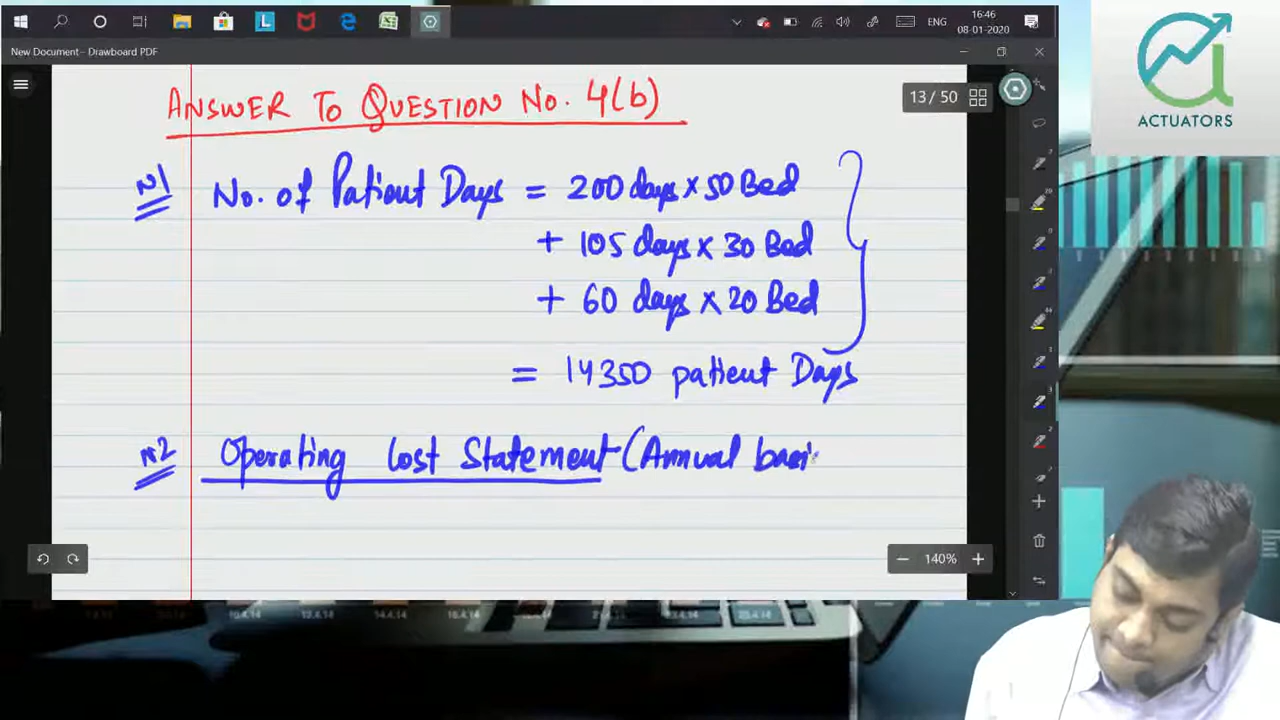 ENG
16:46
08-01-2020
New Document - Drawboard PDF
ACTUATORS
13 / 50
ANSWER TO QUESTION No. 4(b)
N1 No. of Patient Days = 200 days x 50 Bed
+ 105 days x 30 Bed
+ 60 days x 20 Bed
= 14350 patient Days
N2 Operating Cost Statement (Annual basi
140%